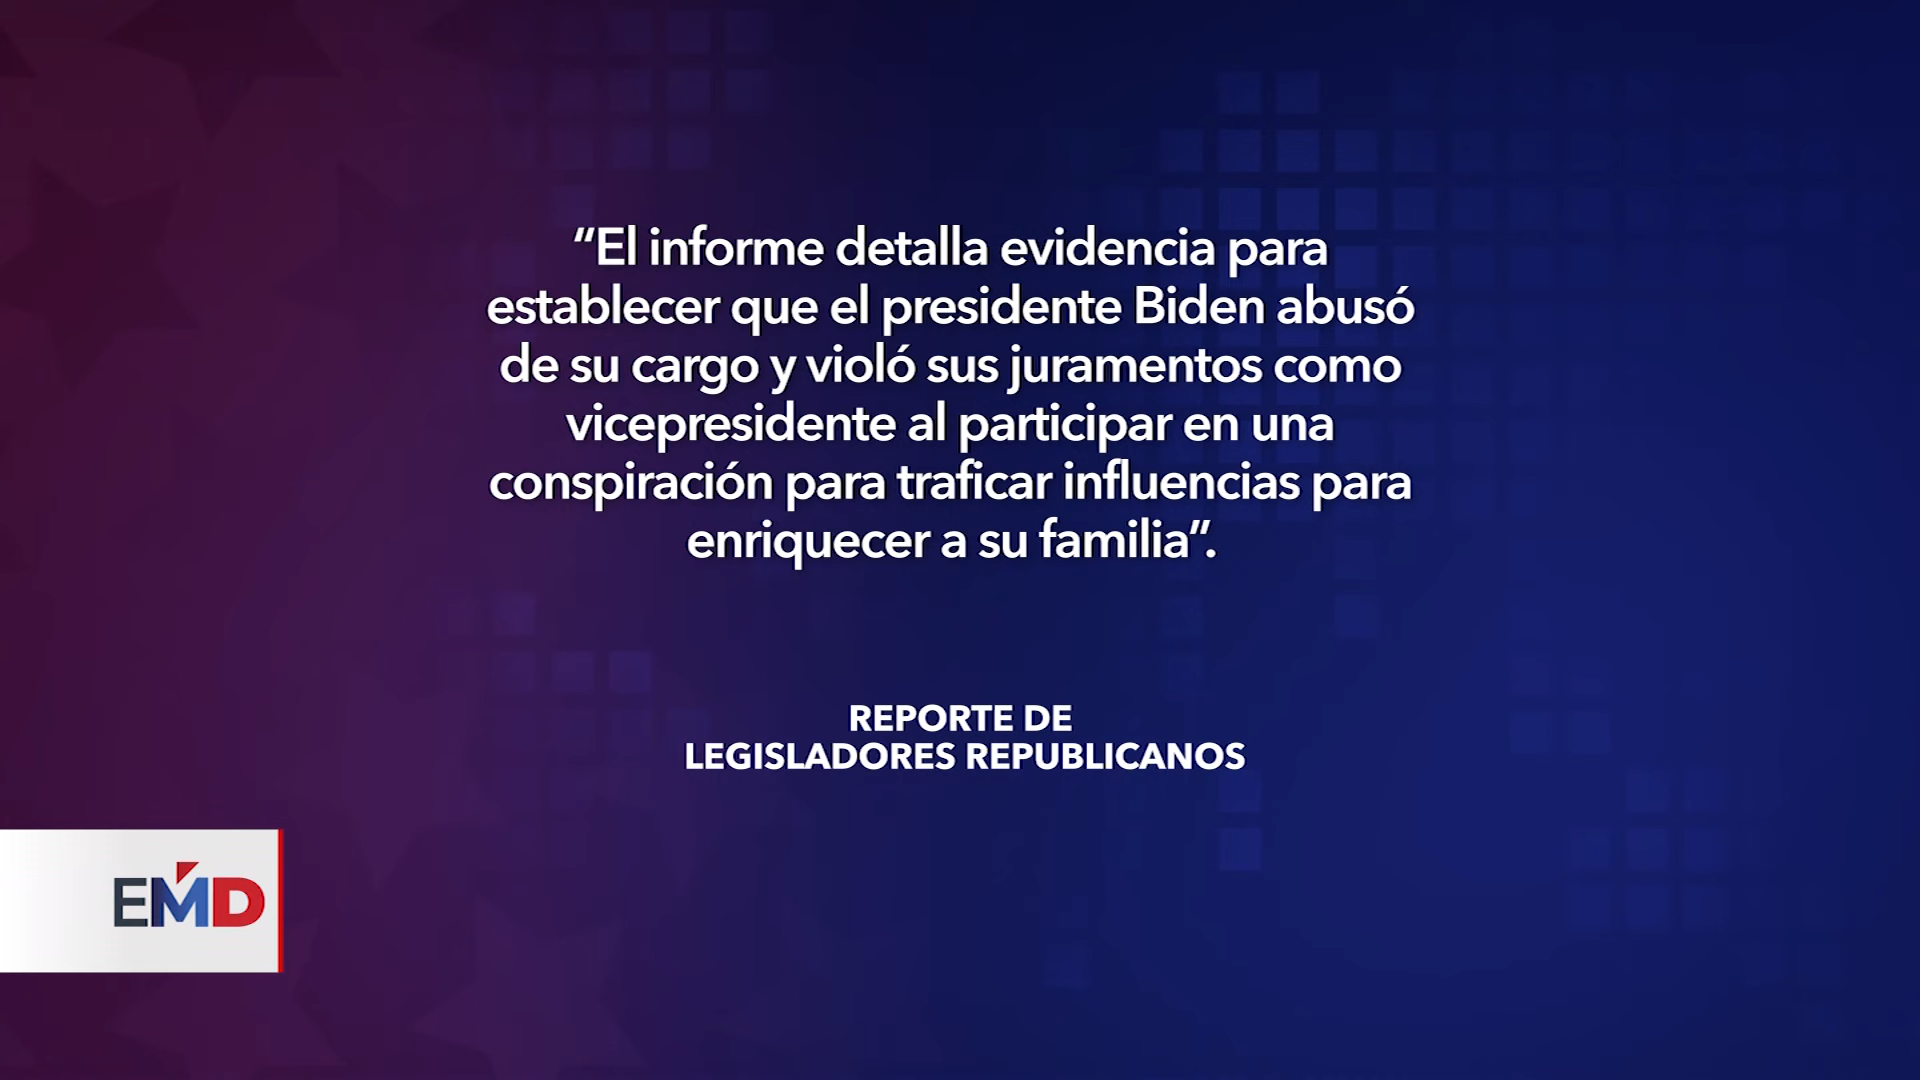 “El informe detalla evidencia para
establecer que el presidente Biden abusó
de su cargo y violó sus juramentos como
vicepresidente al participar en una
conspiración para traficar influencias para
enriquecer a su familia”.
REPORTE DE
LEGISLADORES REPUBLICANOS
EMD